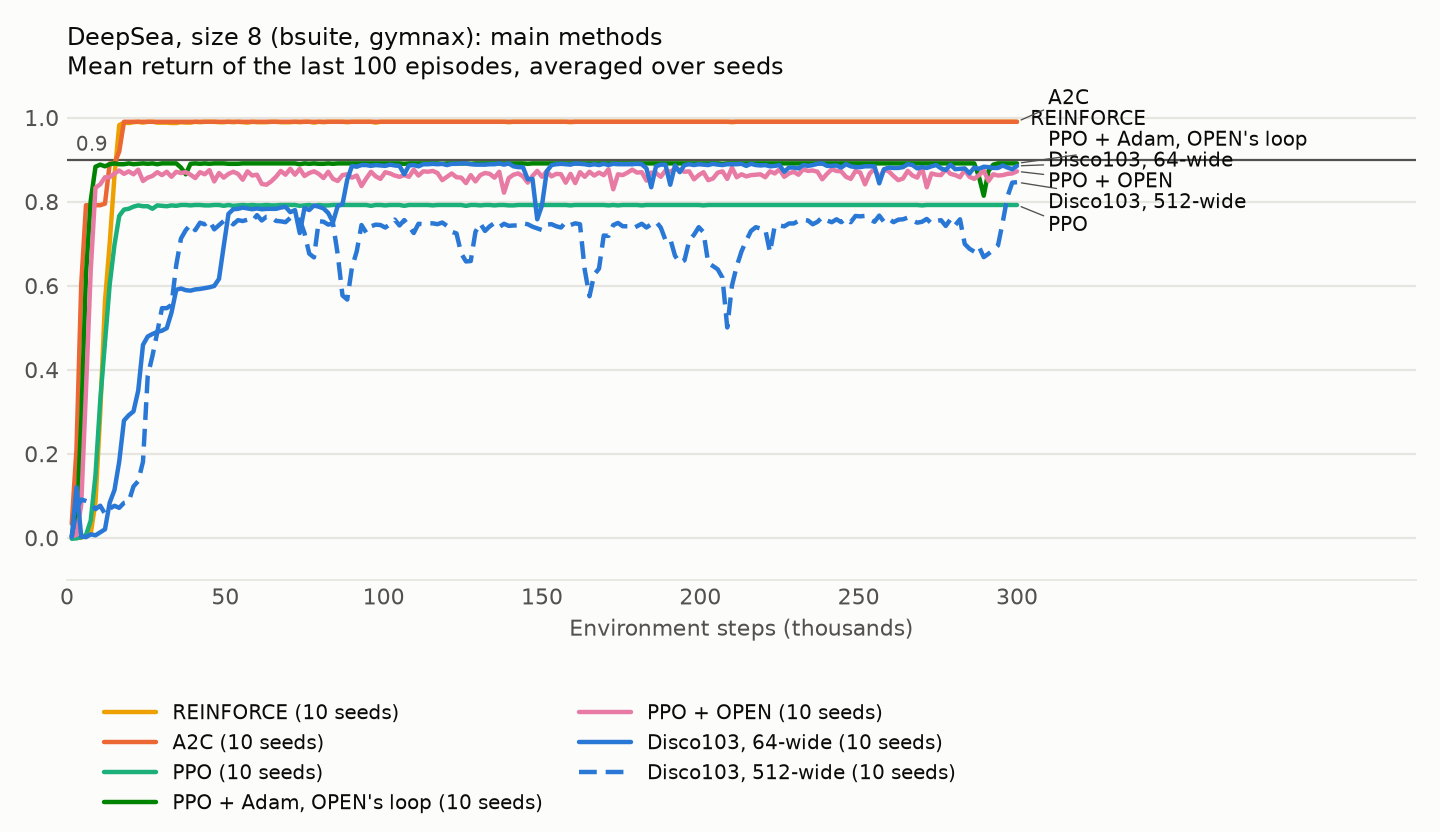 DeepSea, size 8 (bsuite, gymnax): main methods
Mean return of the last 100 episodes, averaged over seeds
A2C
REINFORCE
PPO + Adam, OPEN's loop
Disco103, 64-wide
PPO + OPEN
Disco103, 512-wide
PPO
1.0
0.9
0.8
0.6
0.4
0.2
0.0
0 50 100 150 200 250 300
Environment steps (thousands)
REINFORCE (10 seeds)
A2C (10 seeds)
PPO (10 seeds)
PPO + Adam, OPEN's loop (10 seeds)
PPO + OPEN (10 seeds)
Disco103, 64-wide (10 seeds)
Disco103, 512-wide (10 seeds)